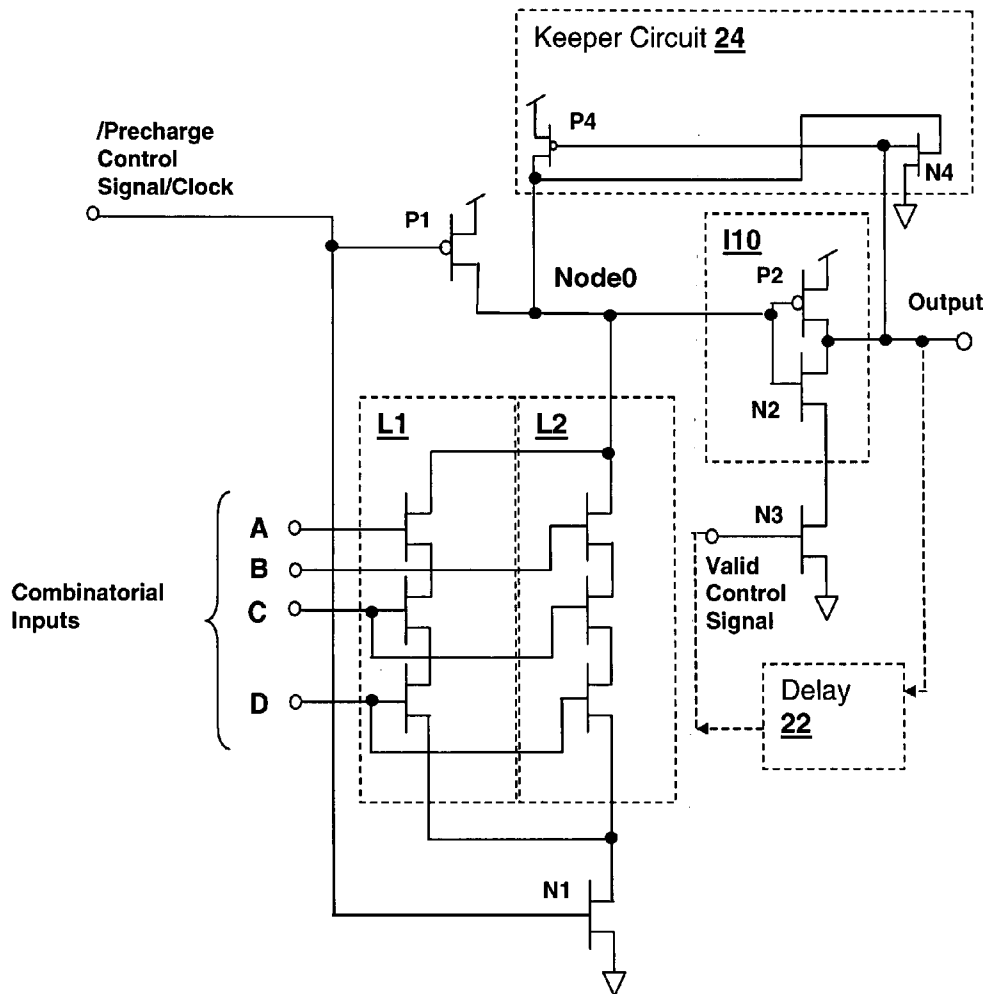 Keeper Circuit 24
P4
N4
/Precharge
Control
Signal/Clock
P1
I10
P2
Node0
Output
N2
L1
L2
N3
A
B
C
D
Combinatorial
Inputs
Valid
Control
Signal
Delay
22
N1